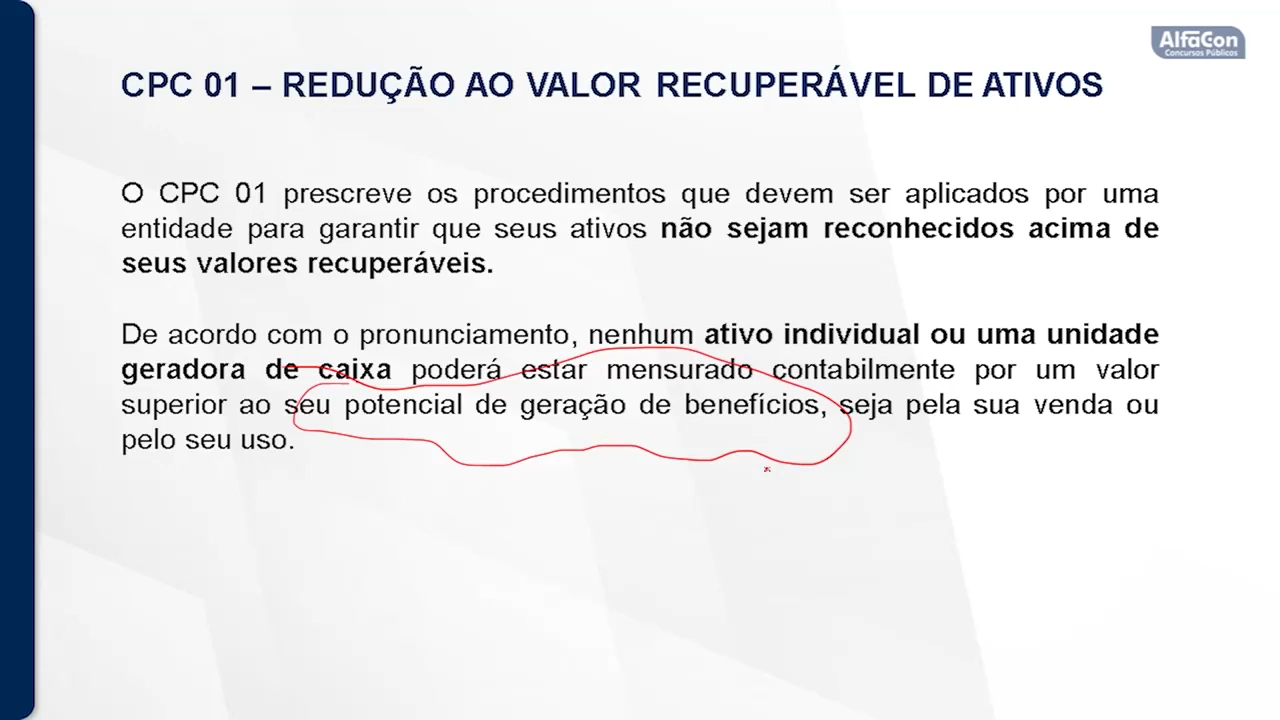 AlfaCon
Concursos Públicos
CPC 01 – REDUÇÃO AO VALOR RECUPERÁVEL DE ATIVOS
O CPC 01 prescreve os procedimentos que devem ser aplicados por uma
entidade para garantir que seus ativos não sejam reconhecidos acima de
seus valores recuperáveis.
De acordo com o pronunciamento, nenhum ativo individual ou uma unidade
geradora de caixa poderá estar mensurado contabilmente por um valor
superior ao seu potencial de geração de benefícios, seja pela sua venda ou
pelo seu uso.